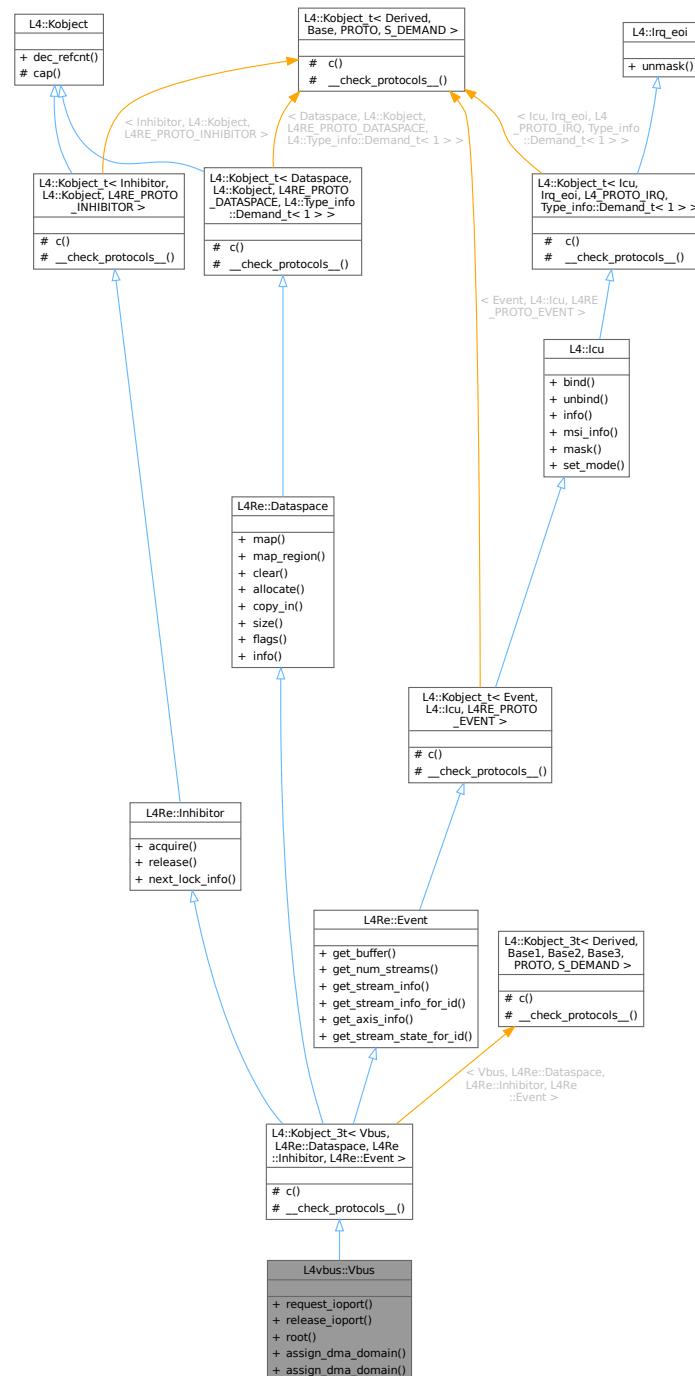 L4::Kobject
+ dec_refcnt()
# cap()
L4::Kobject_t< Derived,
Base, PROTO, S_DEMAND >
# c()
# __check_protocols__()
L4::Irq_eoi
+ unmask()
< Inhibitor, L4::Kobject,
L4RE_PROTO_INHIBITOR >
< Dataspace, L4::Kobject,
L4RE_PROTO_DATASPACE,
L4::Type_info::Demand_t< 1 > >
< Icu, Irq_eoi, L4
_PROTO_IRQ, Type_info
::Demand_t< 1 > >
L4::Kobject_t< Inhibitor,
L4::Kobject, L4RE_PROTO
_INHIBITOR >
# c()
# __check_protocols__()
L4::Kobject_t< Dataspace,
L4::Kobject, L4RE_PROTO
_DATASPACE, L4::Type_info
::Demand_t< 1 > >
# c()
# __check_protocols__()
L4::Kobject_t< Icu,
Irq_eoi, L4_PROTO_IRQ,
Type_info::Demand_t< 1 > >
# c()
# __check_protocols__()
< Event, L4::Icu, L4RE
_PROTO_EVENT >
L4::Icu
+ bind()
+ unbind()
+ info()
+ msi_info()
+ mask()
+ set_mode()
L4Re::Dataspace
+ map()
+ map_region()
+ clear()
+ allocate()
+ copy_in()
+ size()
+ flags()
+ info()
L4::Kobject_t< Event,
L4::Icu, L4RE_PROTO
_EVENT >
# c()
# __check_protocols__()
L4Re::Inhibitor
+ acquire()
+ release()
+ next_lock_info()
L4Re::Event
+ get_buffer()
+ get_num_streams()
+ get_stream_info()
+ get_stream_info_for_id()
+ get_axis_info()
+ get_stream_state_for_id()
L4::Kobject_3t< Derived,
Base1, Base2, Base3,
PROTO, S_DEMAND >
# c()
# __check_protocols__()
< Vbus, L4Re::Dataspace,
L4Re::Inhibitor, L4Re
::Event >
L4::Kobject_3t< Vbus,
L4Re::Dataspace, L4Re
::Inhibitor, L4Re::Event >
# c()
# __check_protocols__()
L4vbus::Vbus
+ request_ioport()
+ release_ioport()
+ root()
+ assign_dma_domain()
+ assign_dma_domain()